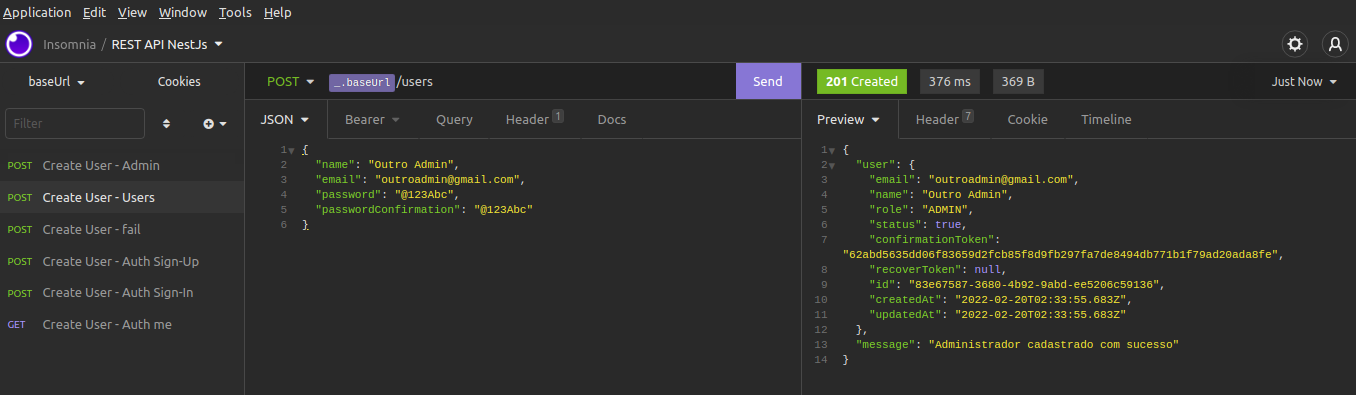 Application Edit View Window Tools Help
Insomnia / REST API NestJs
baseUrl Cookies
POST _.baseUrl/users Send
201 Created 376 ms 369 B Just Now
Filter
JSON Bearer Query Header 1 Docs
Preview Header 7 Cookie Timeline
POST Create User - Admin
POST Create User - Users
POST Create User - fail
POST Create User - Auth Sign-Up
POST Create User - Auth Sign-In
GET Create User - Auth me
1 {
2 "name": "Outro Admin",
3 "email": "outroadmin@gmail.com",
4 "password": "@123Abc",
5 "passwordConfirmation": "@123Abc"
6 }
1 {
2 "user": {
3 "email": "outroadmin@gmail.com",
4 "name": "Outro Admin",
5 "role": "ADMIN",
6 "status": true,
7 "confirmationToken":
"62abd5635dd06f83659d2fcb85f8d9fb297fa7de8494db771b1f79ad20ada8fe",
8 "recoverToken": null,
9 "id": "83e67587-3680-4b92-9abd-ee5206c59136",
10 "createdAt": "2022-02-20T02:33:55.683Z",
11 "updatedAt": "2022-02-20T02:33:55.683Z"
12 },
13 "message": "Administrador cadastrado com sucesso"
14 }